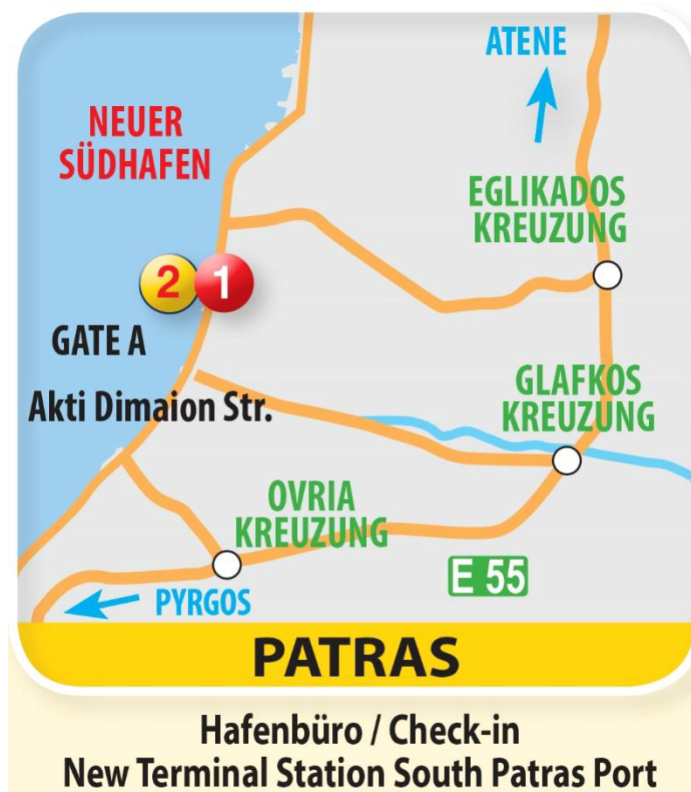 ATENE
NEUER
SÜDHAFEN
EGLIKADOS
KREUZUNG
2 1
GATE A
Akti Dimaion Str.
GLAFKOS
KREUZUNG
OVRIA
KREUZUNG
E 55
PYRGOS
PATRAS
Hafenbüro / Check-in
New Terminal Station South Patras Port